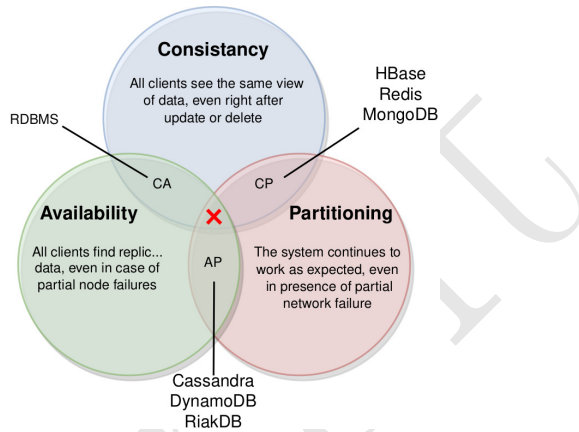 Consistancy
All clients see the same view
of data, even right after
update or delete
HBase
Redis
MongoDB
RDBMS
CA
CP
Availability
Partitioning
All clients find replic...
data, even in case of
partial node failures
The system continues to
work as expected, even
in presence of partial
network failure
AP
Cassandra
DynamoDB
RiakDB